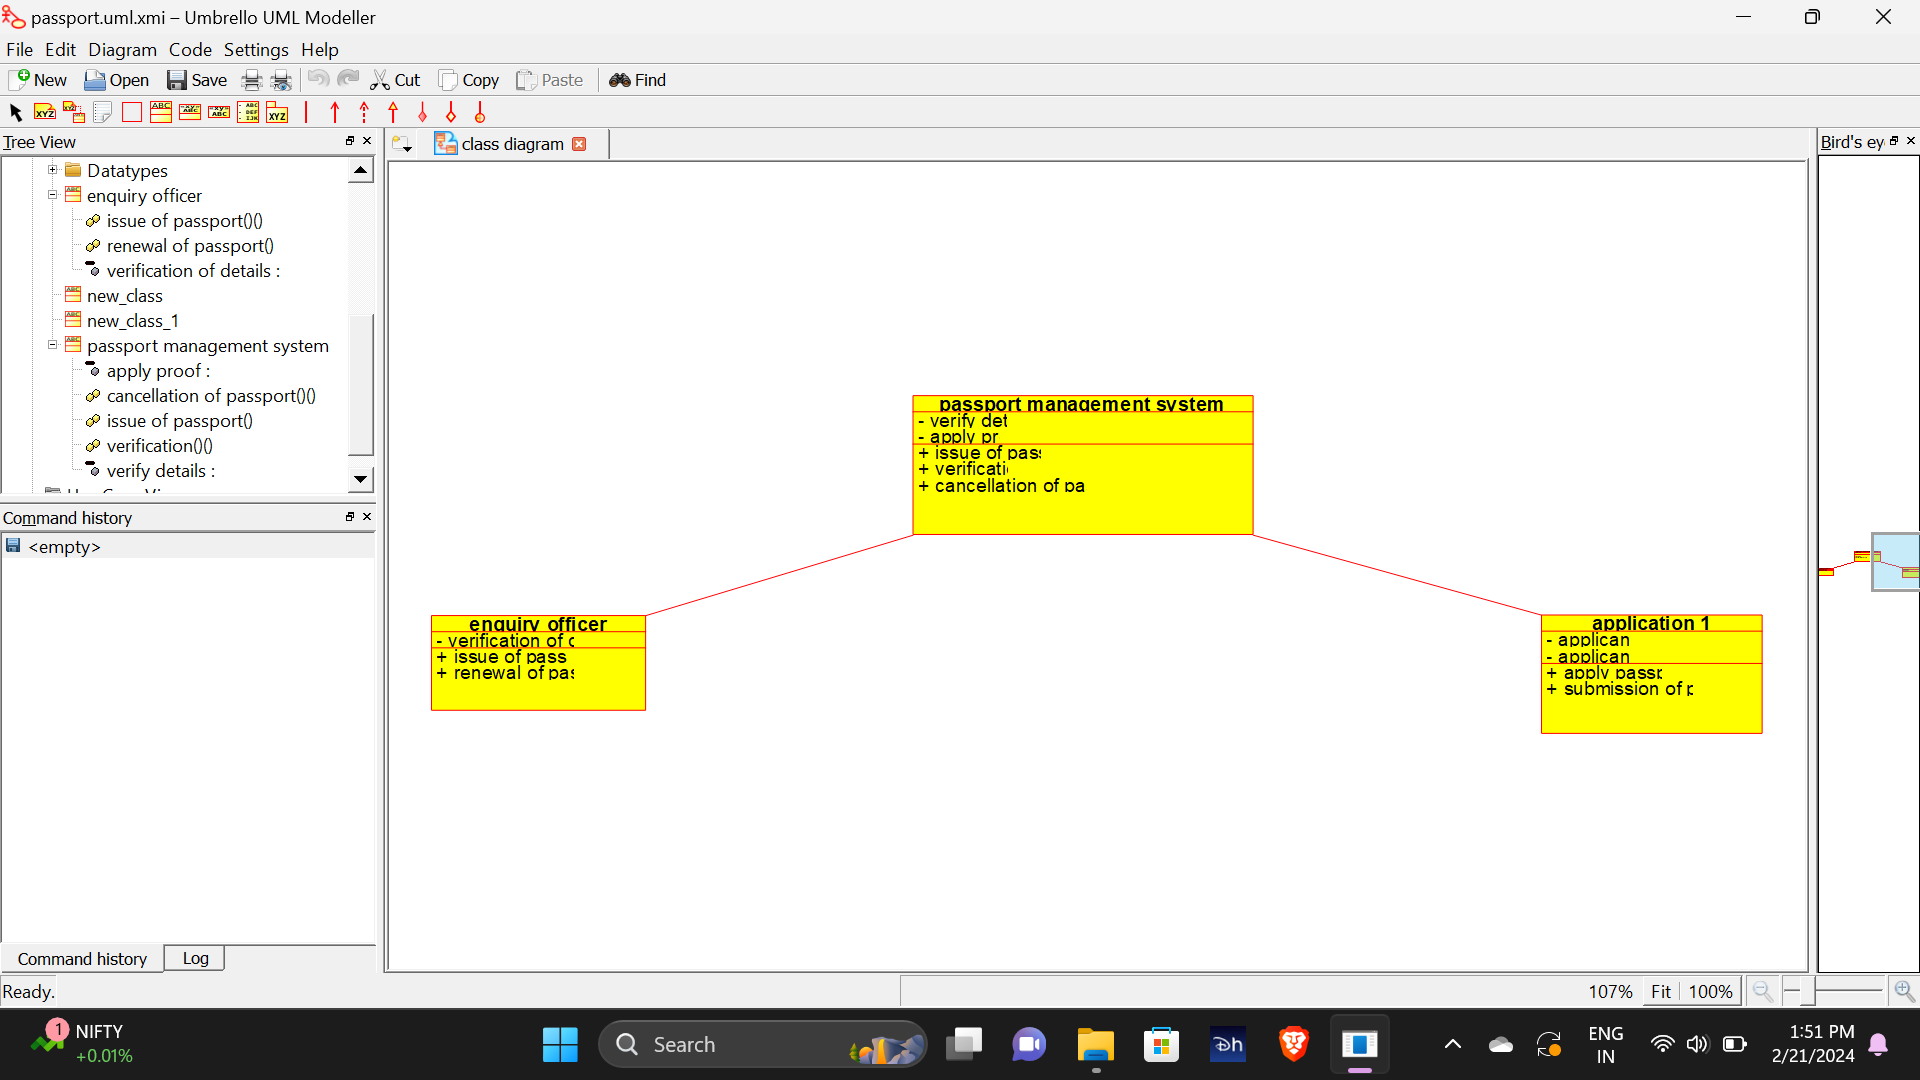 passport.uml.xmi – Umbrello UML Modeller
File Edit Diagram Code Settings Help
New Open Save Cut Copy Paste Find
Tree View
class diagram
Bird's ey
Datatypes
enquiry officer
issue of passport()()
renewal of passport()
verification of details :
new_class
new_class_1
passport management system
apply proof :
cancellation of passport()()
issue of passport()
verification()()
verify details :
Command history
<empty>
Command history
Log
passport management system
- verify det
- apply pr
+ issue of pas
+ verificati
+ cancellation of pa
enquiry officer
- verification of
+ issue of pass
+ renewal of pas
application 1
- applican
- applican
+ apply passp
+ submission of p
Ready.
107% Fit 100%
1
NIFTY
+0.01%
Search
ENG
IN
1:51 PM
2/21/2024